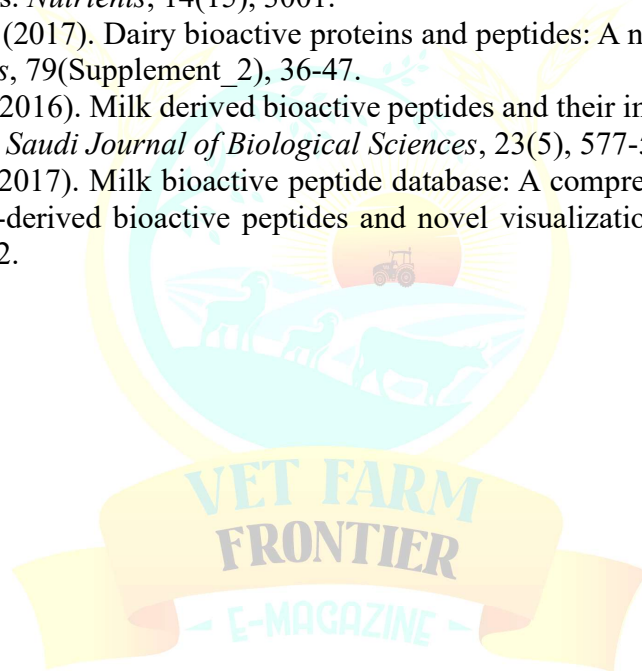 s. Nutrients, 14(15), 3001.
(2017). Dairy bioactive proteins and peptides: A n
s, 79(Supplement_2), 36-47.
2016). Milk derived bioactive peptides and their in
Saudi Journal of Biological Sciences, 23(5), 577-5
2017). Milk bioactive peptide database: A compre
-derived bioactive peptides and novel visualizatio
2.
VET FARM
FRONTIER
E-MAGAZINE